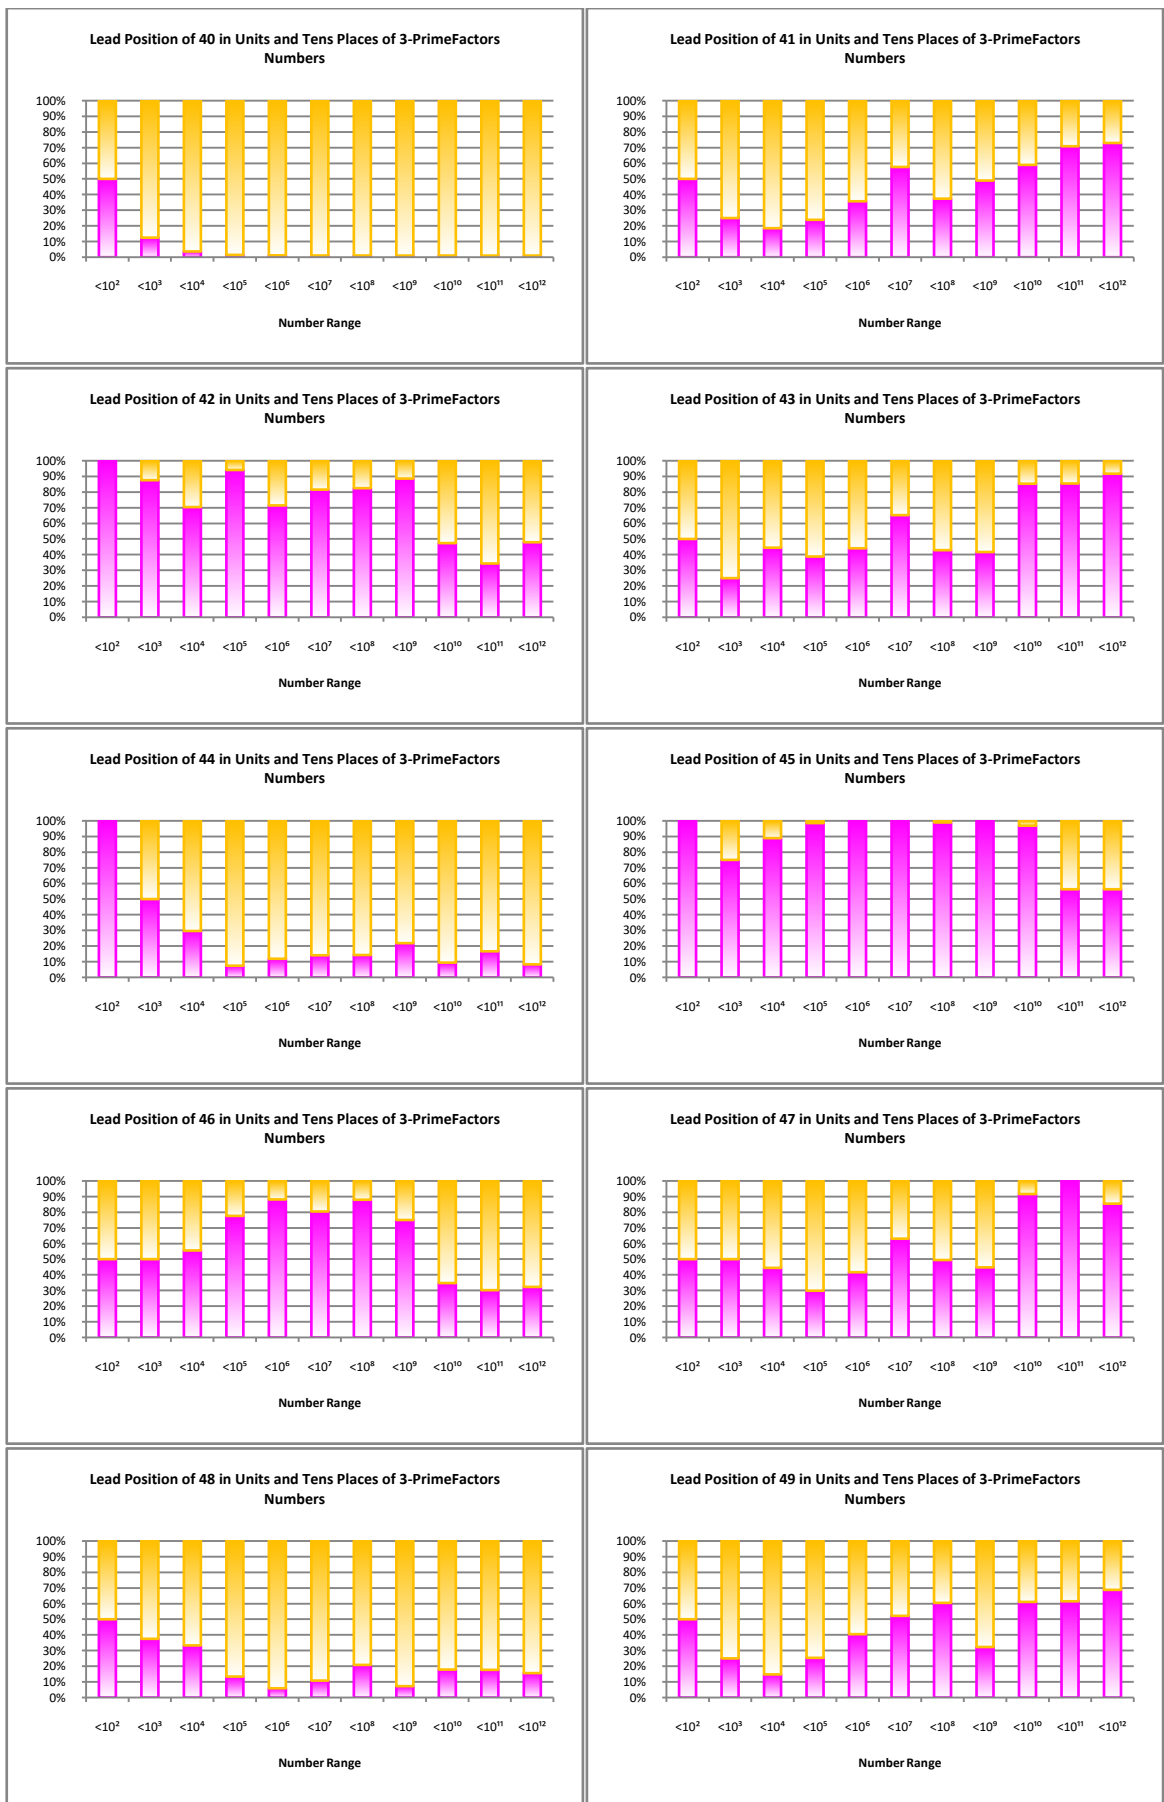 Lead Position of 40 in Units and Tens Places of 3-PrimeFactors
Numbers
100%
90%
80%
70%
60%
50%
40%
30%
20%
10%
0%
<10² <10³ <10⁴ <10⁵ <10⁶ <10⁷ <10⁸ <10⁹ <10¹⁰ <10¹¹ <10¹²
Number Range
Lead Position of 41 in Units and Tens Places of 3-PrimeFactors
Numbers
100%
90%
80%
70%
60%
50%
40%
30%
20%
10%
0%
<10² <10³ <10⁴ <10⁵ <10⁶ <10⁷ <10⁸ <10⁹ <10¹⁰ <10¹¹ <10¹²
Number Range
Lead Position of 42 in Units and Tens Places of 3-PrimeFactors
Numbers
100%
90%
80%
70%
60%
50%
40%
30%
20%
10%
0%
<10² <10³ <10⁴ <10⁵ <10⁶ <10⁷ <10⁸ <10⁹ <10¹⁰ <10¹¹ <10¹²
Number Range
Lead Position of 43 in Units and Tens Places of 3-PrimeFactors
Numbers
100%
90%
80%
70%
60%
50%
40%
30%
20%
10%
0%
<10² <10³ <10⁴ <10⁵ <10⁶ <10⁷ <10⁸ <10⁹ <10¹⁰ <10¹¹ <10¹²
Number Range
Lead Position of 44 in Units and Tens Places of 3-PrimeFactors
Numbers
100%
90%
80%
70%
60%
50%
40%
30%
20%
10%
0%
<10² <10³ <10⁴ <10⁵ <10⁶ <10⁷ <10⁸ <10⁹ <10¹⁰ <10¹¹ <10¹²
Number Range
Lead Position of 45 in Units and Tens Places of 3-PrimeFactors
Numbers
100%
90%
80%
70%
60%
50%
40%
30%
20%
10%
0%
<10² <10³ <10⁴ <10⁵ <10⁶ <10⁷ <10⁸ <10⁹ <10¹⁰ <10¹¹ <10¹²
Number Range
Lead Position of 46 in Units and Tens Places of 3-PrimeFactors
Numbers
100%
90%
80%
70%
60%
50%
40%
30%
20%
10%
0%
<10² <10³ <10⁴ <10⁵ <10⁶ <10⁷ <10⁸ <10⁹ <10¹⁰ <10¹¹ <10¹²
Number Range
Lead Position of 47 in Units and Tens Places of 3-PrimeFactors
Numbers
100%
90%
80%
70%
60%
50%
40%
30%
20%
10%
0%
<10² <10³ <10⁴ <10⁵ <10⁶ <10⁷ <10⁸ <10⁹ <10¹⁰ <10¹¹ <10¹²
Number Range
Lead Position of 48 in Units and Tens Places of 3-PrimeFactors
Numbers
100%
90%
80%
70%
60%
50%
40%
30%
20%
10%
0%
<10² <10³ <10⁴ <10⁵ <10⁶ <10⁷ <10⁸ <10⁹ <10¹⁰ <10¹¹ <10¹²
Number Range
Lead Position of 49 in Units and Tens Places of 3-PrimeFactors
Numbers
100%
90%
80%
70%
60%
50%
40%
30%
20%
10%
0%
<10² <10³ <10⁴ <10⁵ <10⁶ <10⁷ <10⁸ <10⁹ <10¹⁰ <10¹¹ <10¹²
Number Range